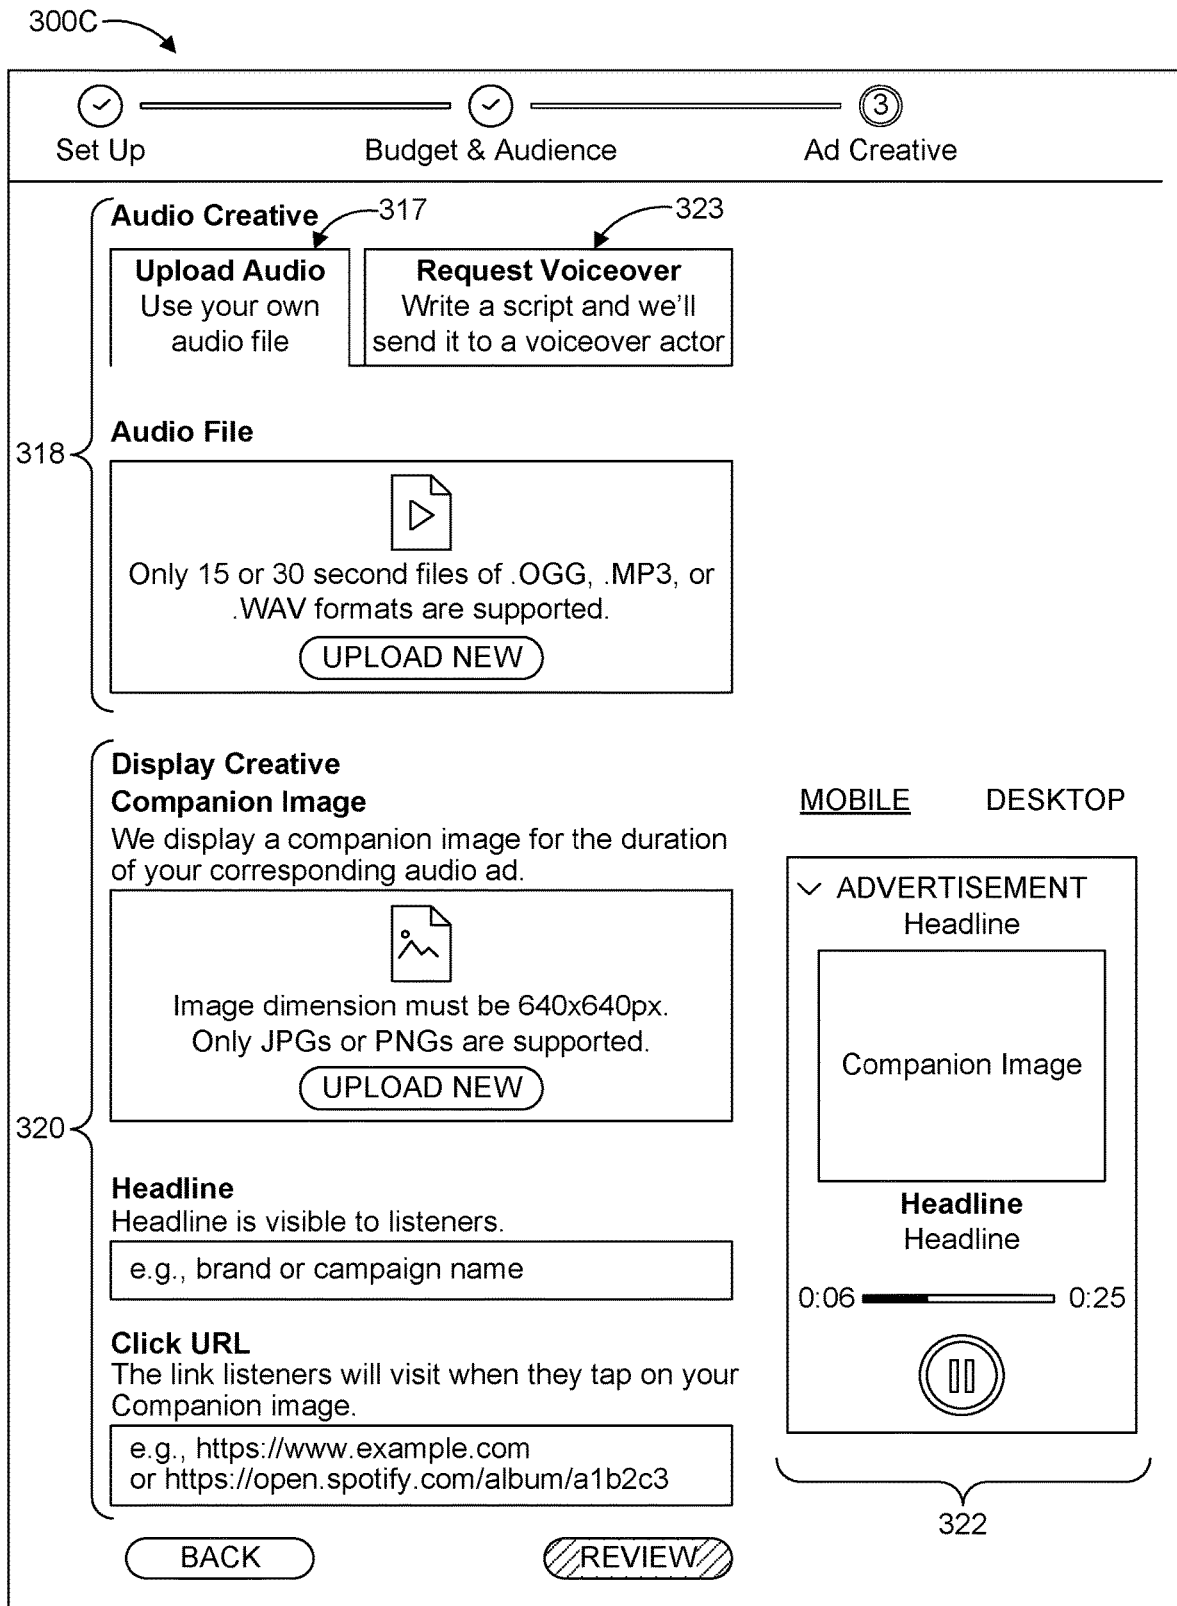 300C
3
Set Up
Budget & Audience
Ad Creative
Audio Creative
317
323
Upload Audio
Use your own
audio file
Request Voiceover
Write a script and we'll
send it to a voiceover actor
318
Audio File
Only 15 or 30 second files of .OGG, .MP3, or
.WAV formats are supported.
UPLOAD NEW
320
Display Creative
Companion Image
We display a companion image for the duration
of your corresponding audio ad.
Image dimension must be 640x640px.
Only JPGs or PNGs are supported.
UPLOAD NEW
Headline
Headline is visible to listeners.
e.g., brand or campaign name
Click URL
The link listeners will visit when they tap on your
Companion image.
e.g., https://www.example.com
or https://open.spotify.com/album/a1b2c3
BACK
REVIEW
MOBILE
DESKTOP
ADVERTISEMENT
Headline
Companion Image
Headline
Headline
0:06
0:25
322